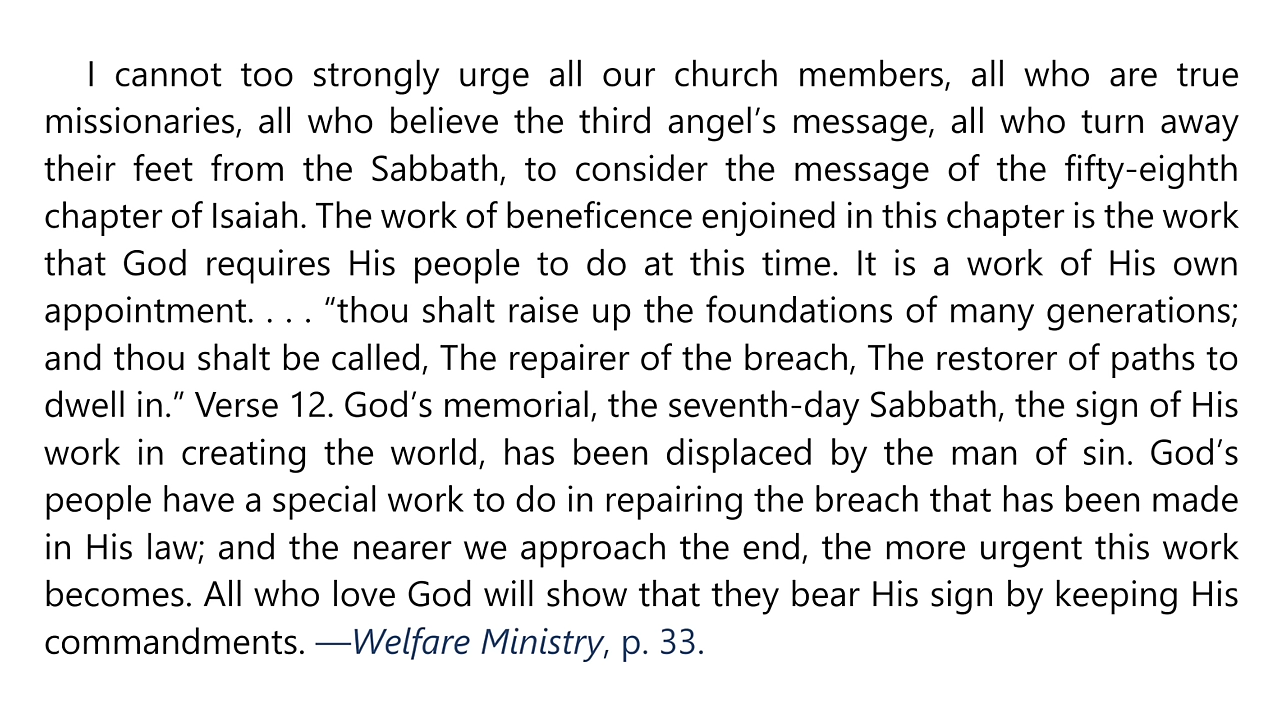 I cannot too strongly urge all our church members, all who are true
missionaries, all who believe the third angel’s message, all who turn away
their feet from the Sabbath, to consider the message of the fifty-eighth
chapter of Isaiah. The work of beneficence enjoined in this chapter is the work
that God requires His people to do at this time. It is a work of His own
appointment. . . . “thou shalt raise up the foundations of many generations;
and thou shalt be called, The repairer of the breach, The restorer of paths to
dwell in.” Verse 12. God’s memorial, the seventh-day Sabbath, the sign of His
work in creating the world, has been displaced by the man of sin. God’s
people have a special work to do in repairing the breach that has been made
in His law; and the nearer we approach the end, the more urgent this work
becomes. All who love God will show that they bear His sign by keeping His
commandments. —Welfare Ministry, p. 33.